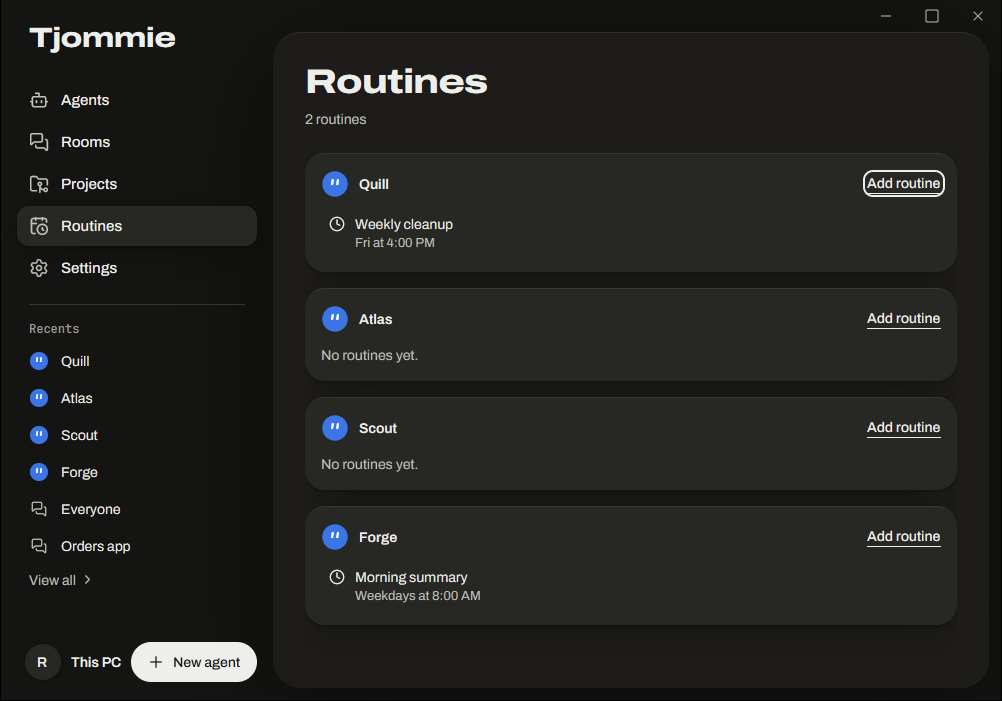 Tjommie
Agents
Rooms
Projects
Routines
Settings
Recents
Quill
Atlas
Scout
Forge
Everyone
Orders app
View all
R
This PC
New agent
Routines
2 routines
Quill
Add routine
Weekly cleanup
Fri at 4:00 PM
Atlas
Add routine
No routines yet.
Scout
Add routine
No routines yet.
Forge
Add routine
Morning summary
Weekdays at 8:00 AM